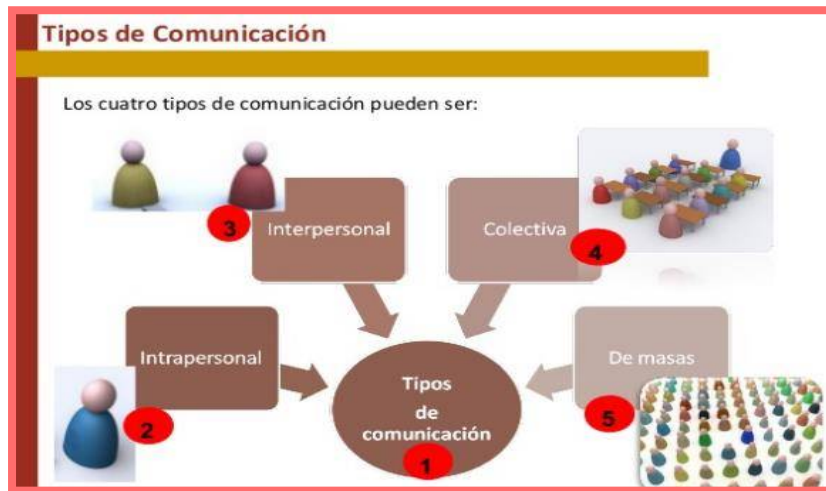 Tipos de Comunicación
Los cuatro tipos de comunicación pueden ser:
3
Interpersonal
Colectiva
4
Intrapersonal
2
De masas
5
Tipos
de
comunicación
1